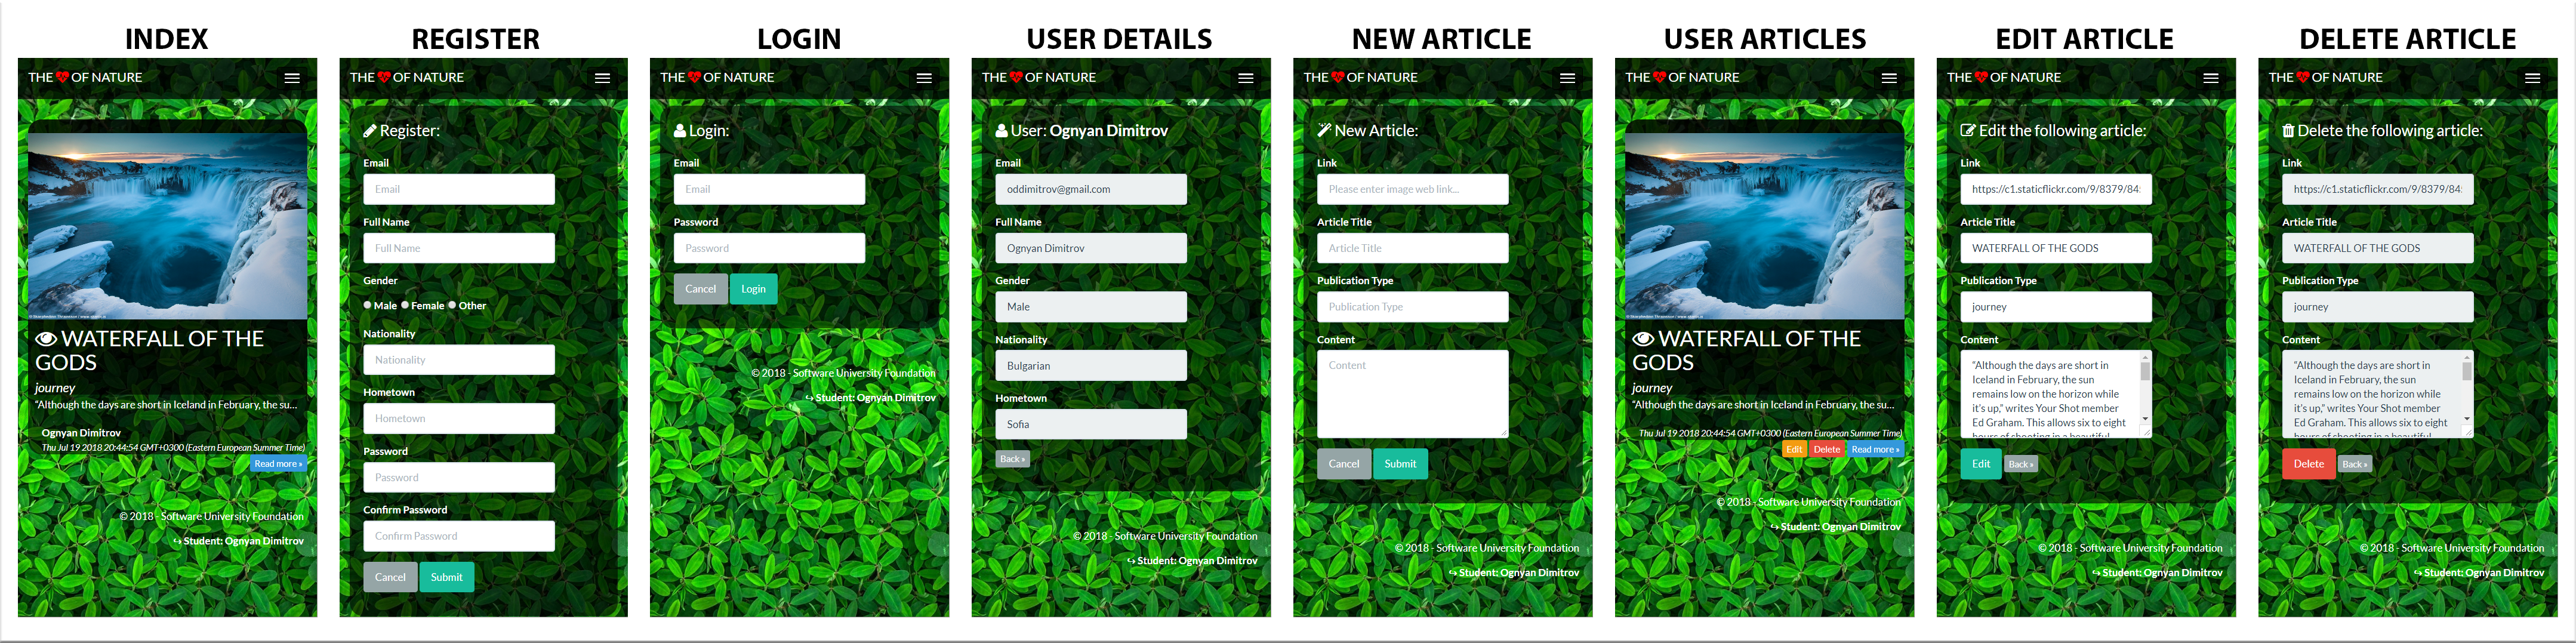 INDEX
THE OF NATURE
WATERFALL OF THE
GODS
journey
“Although the days are short in Iceland in February, the su...
Ognyan Dimitrov
Thu Jul 19 2018 20:44:54 GMT+0300 (Eastern European Summer Time)
Read more »
© 2018 - Software University Foundation
↪ Student: Ognyan Dimitrov
REGISTER
THE OF NATURE
Register:
Email
Email
Full Name
Full Name
Gender
Male Female Other
Nationality
Nationality
Hometown
Hometown
Password
Password
Confirm Password
Confirm Password
Cancel Submit
LOGIN
THE OF NATURE
Login:
Email
Email
Password
Password
Cancel Login
© 2018 - Software University Foundation
↪ Student: Ognyan Dimitrov
USER DETAILS
THE OF NATURE
User: Ognyan Dimitrov
Email
oddimitrov@gmail.com
Full Name
Ognyan Dimitrov
Gender
Male
Nationality
Bulgarian
Hometown
Sofia
Back »
© 2018 - Software University Foundation
↪ Student: Ognyan Dimitrov
NEW ARTICLE
THE OF NATURE
New Article:
Link
Please enter image web link...
Article Title
Article Title
Publication Type
Publication Type
Content
Content
Cancel Submit
© 2018 - Software University Foundation
↪ Student: Ognyan Dimitrov
USER ARTICLES
THE OF NATURE
WATERFALL OF THE
GODS
journey
“Although the days are short in Iceland in February, the su...
Thu Jul 19 2018 20:44:54 GMT+0300 (Eastern European Summer Time)
Edit Delete Read more »
© 2018 - Software University Foundation
↪ Student: Ognyan Dimitrov
EDIT ARTICLE
THE OF NATURE
Edit the following article:
Link
https://c1.staticflickr.com/9/8379/84
Article Title
WATERFALL OF THE GODS
Publication Type
journey
Content
“Although the days are short in
Iceland in February, the sun
remains low on the horizon while
it’s up,” writes Your Shot member
Ed Graham. This allows six to eight
hours of shooting in a beautiful
Edit Back »
© 2018 - Software University Foundation
↪ Student: Ognyan Dimitrov
DELETE ARTICLE
THE OF NATURE
Delete the following article:
Link
https://c1.staticflickr.com/9/8379/84
Article Title
WATERFALL OF THE GODS
Publication Type
journey
Content
“Although the days are short in
Iceland in February, the sun
remains low on the horizon while
it’s up,” writes Your Shot member
Ed Graham. This allows six to eight
hours of shooting in a beautiful
Delete Back »
© 2018 - Software University Foundation
↪ Student: Ognyan Dimitrov